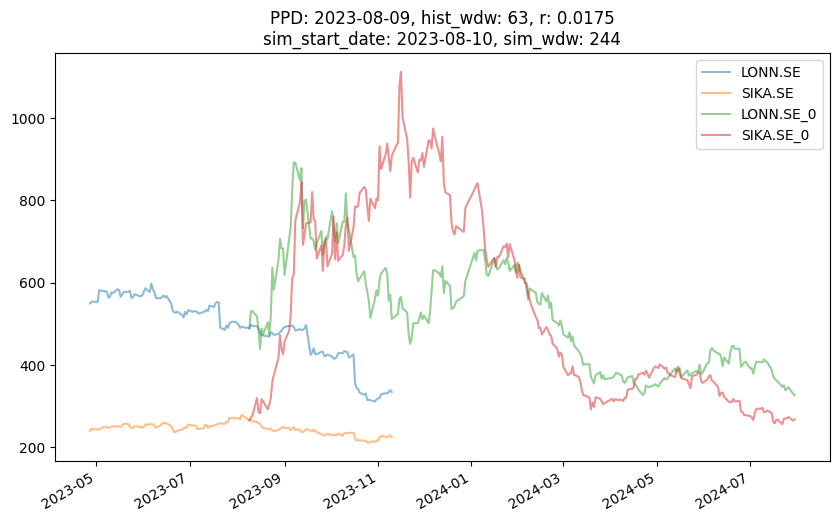 PPD: 2023-08-09, hist_wdw: 63, r: 0.0175
sim_start_date: 2023-08-10, sim_wdw: 244
LONN.SE
SIKA.SE
LONN.SE_0
SIKA.SE_0
1000
800
600
400
200
2023-05
2023-07
2023-09
2023-11
2024-01
2024-03
2024-05
2024-07